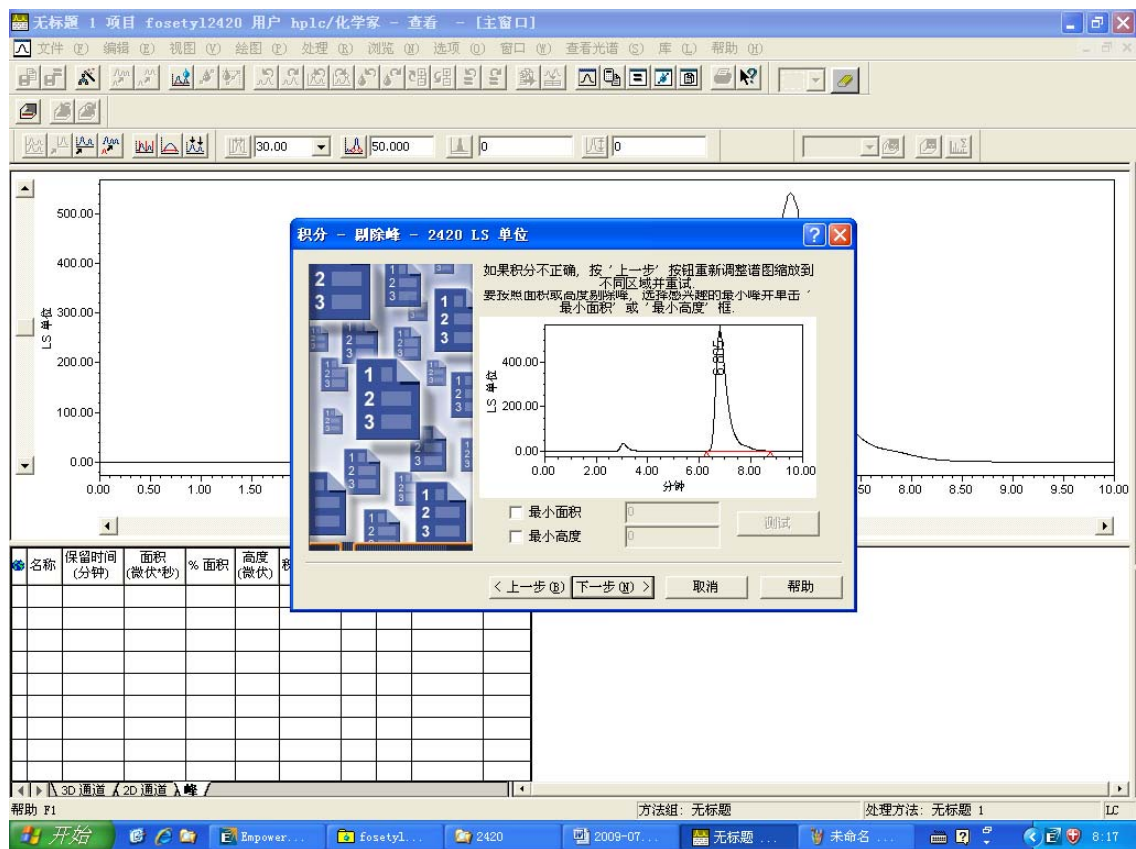 无标题 1 项目 fosetyl2420 用户 hplc/化学家 - 查看 - [主窗口]
文件(F) 编辑(E) 视图(V) 绘图(P) 处理(R) 浏览(N) 选项(O) 窗口(W) 查看光谱(S) 库(L) 帮助(H)
30.00 50.000 0 0
积分 - 剔除峰 - 2420 LS 单位
如果积分不正确, 按 '上一步' 按钮重新调整谱图缩放到
不同区域并重试.
要按照面积或高度剔除峰, 选择感兴趣的最小峰并单击 '
最小面积' 或 '最小高度' 框.
500.00
400.00
300.00
200.00
100.00
0.00
LS 单位
0.00 0.50 1.00 1.50
50 8.00 8.50 9.00 9.50 10.00
400.00
200.00
0.00
LS 单位
0.00 2.00 4.00 6.00 8.00 10.00
分钟
最小面积 0
测试
最小高度 0
< 上一步(B) 下一步(N) > 取消 帮助
名称 保留时间 (分钟) 面积 (微伏*秒) % 面积 高度 (微伏)
3D 通道 2D 通道 峰
帮助 F1 方法组: 无标题 处理方法: 无标题 1 LC
开始 Empower... fosetyl... 2420 2009-07... 无标题 ... 未命名 ... 8:17